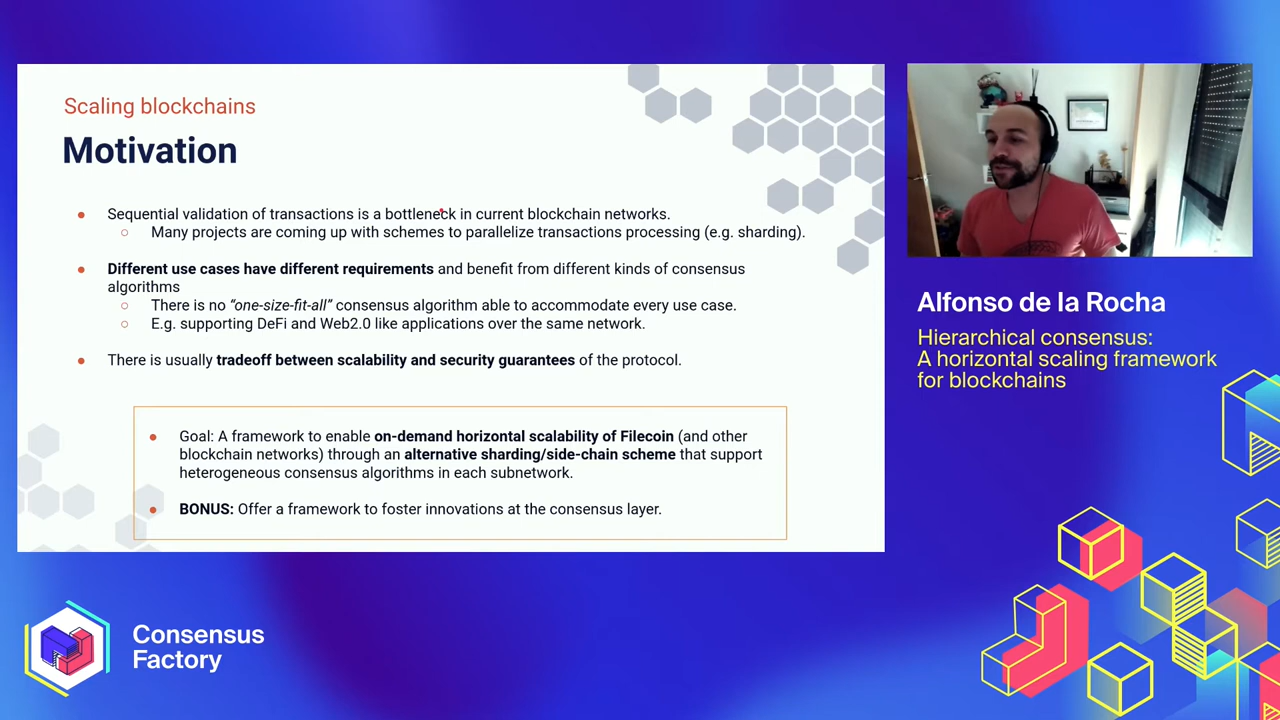 Scaling blockchains
Motivation
Sequential validation of transactions is a bottleneck in current blockchain networks.
Many projects are coming up with schemes to parallelize transactions processing (e.g. sharding).
Different use cases have different requirements and benefit from different kinds of consensus
algorithms
There is no “one-size-fit-all” consensus algorithm able to accommodate every use case.
E.g. supporting DeFi and Web2.0 like applications over the same network.
There is usually tradeoff between scalability and security guarantees of the protocol.
Goal: A framework to enable on-demand horizontal scalability of Filecoin (and other
blockchain networks) through an alternative sharding/side-chain scheme that support
heterogeneous consensus algorithms in each subnetwork.
BONUS: Offer a framework to foster innovations at the consensus layer.
Alfonso de la Rocha
Hierarchical consensus:
A horizontal scaling framework
for blockchains
Consensus
Factory